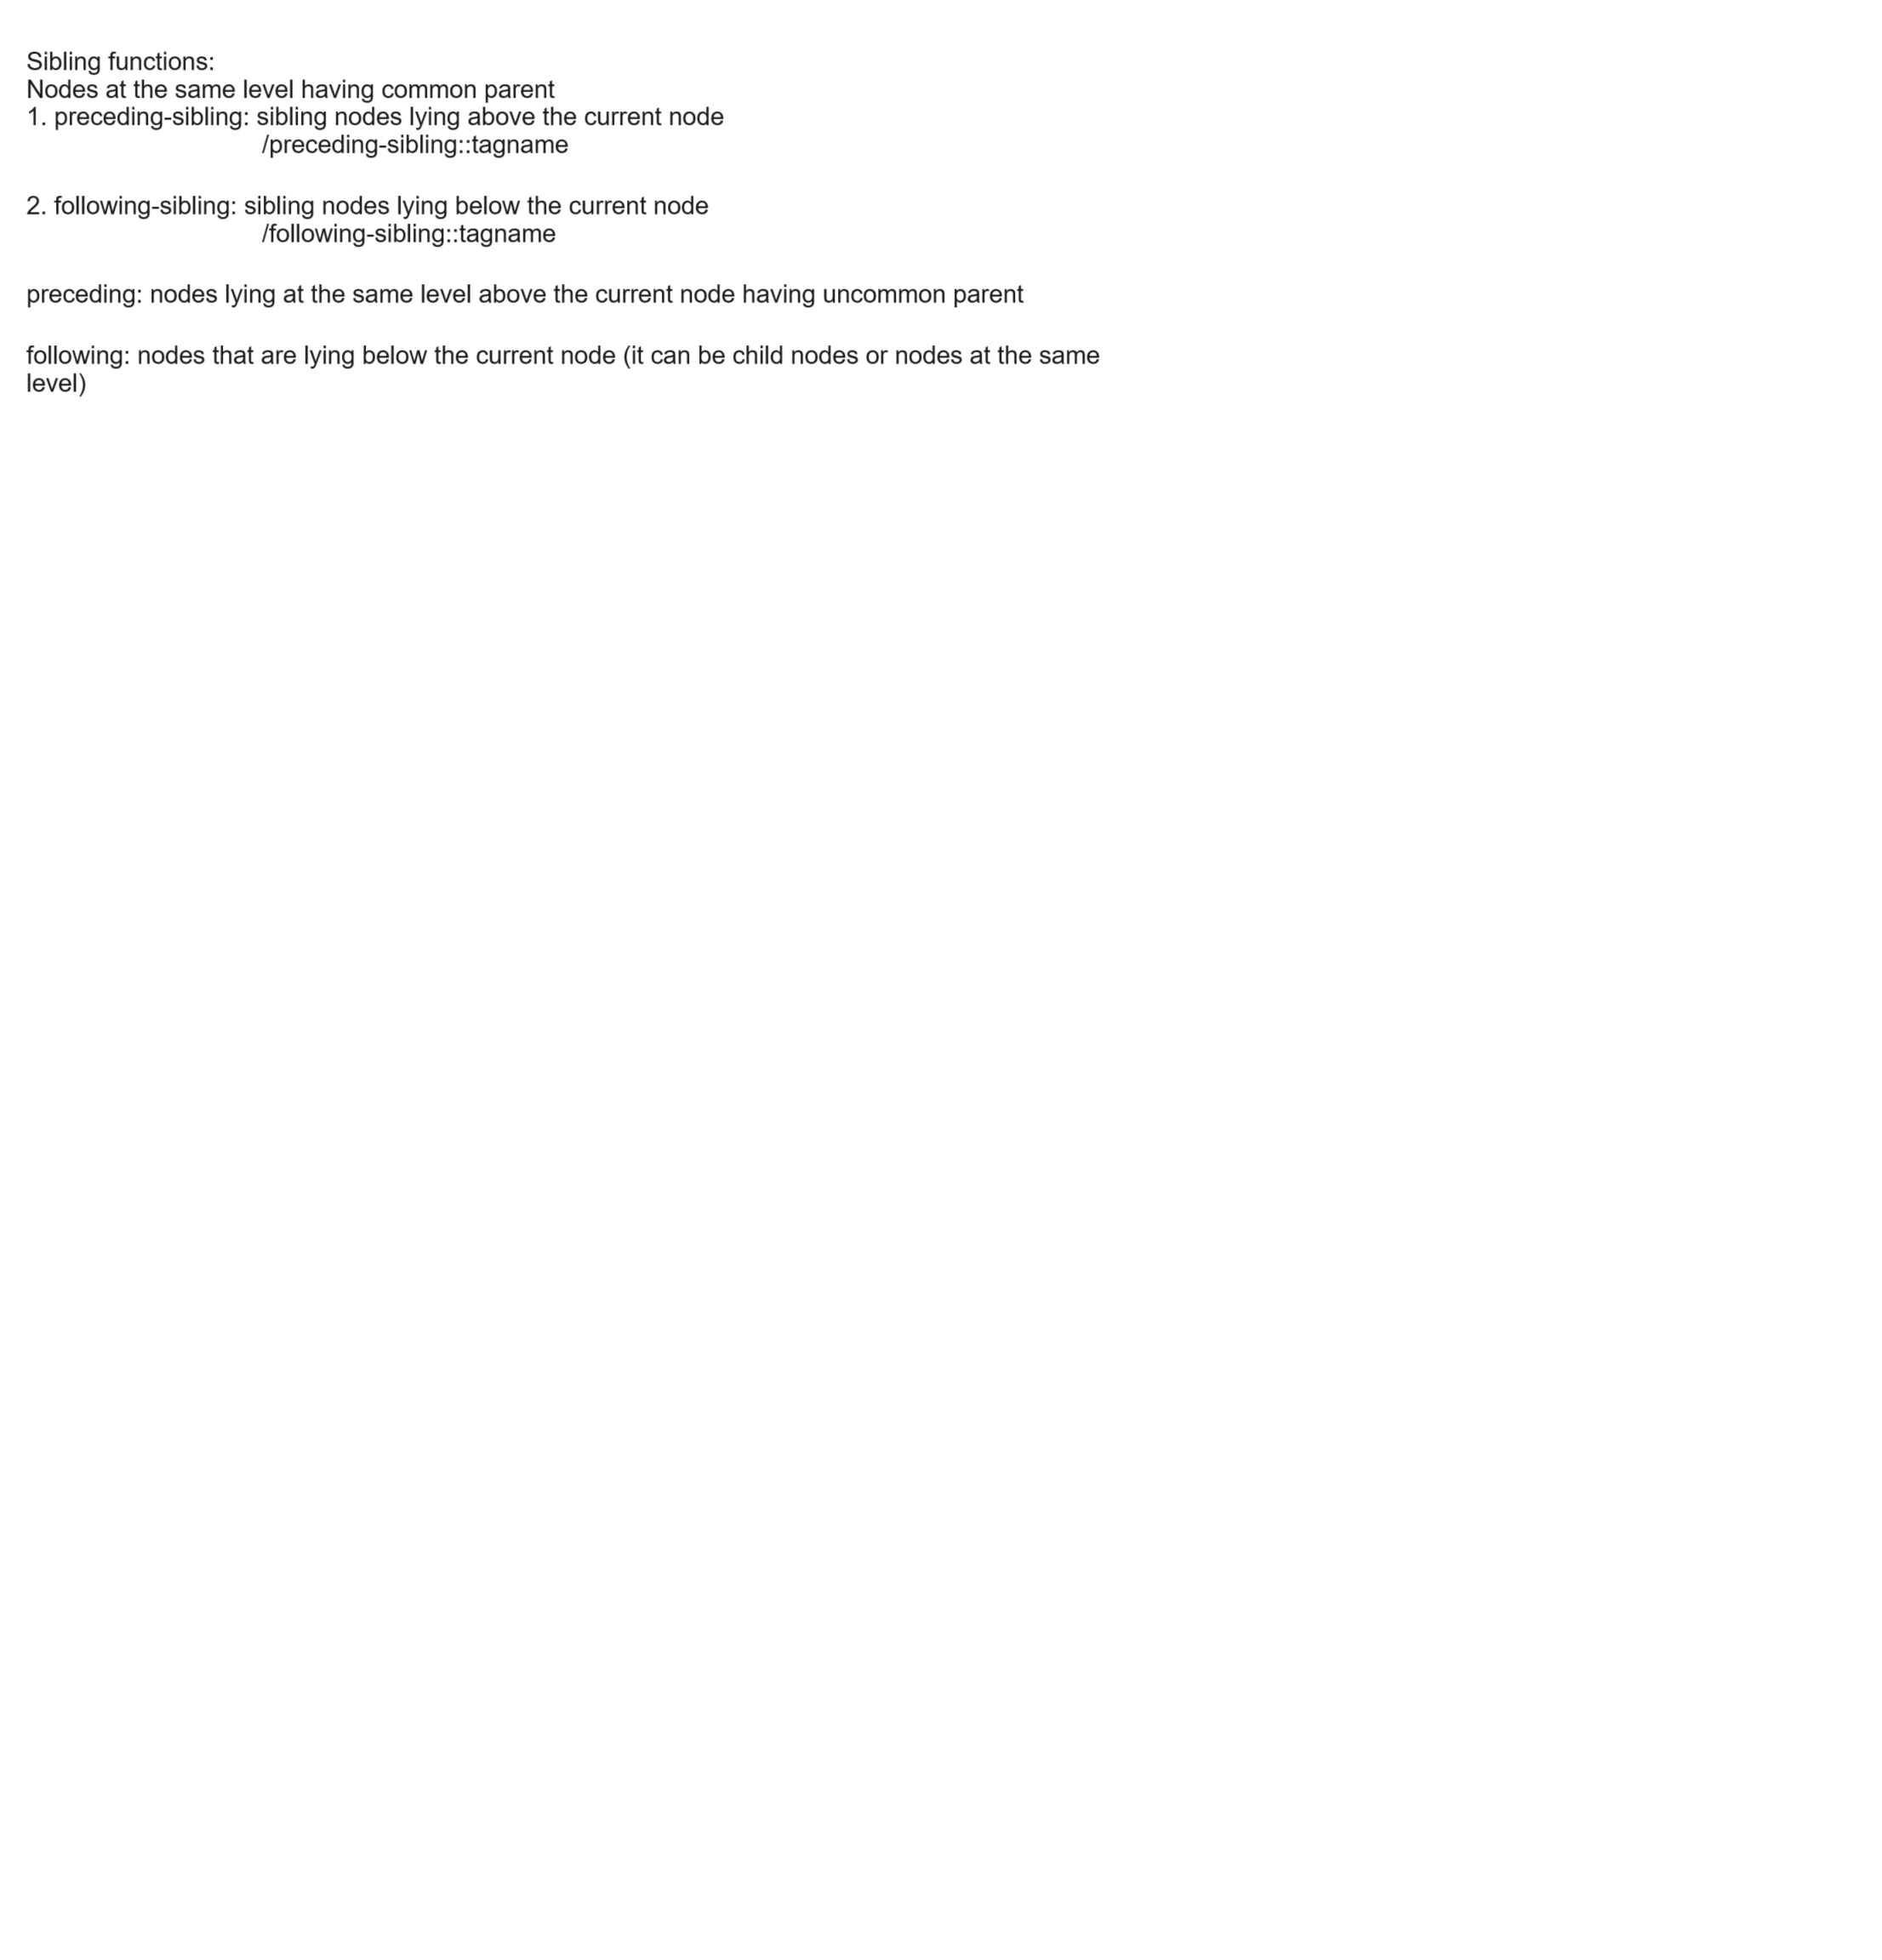 Sibling functions:
Nodes at the same level having common parent
1. preceding-sibling: sibling nodes lying above the current node
/preceding-sibling::tagname
2. following-sibling: sibling nodes lying below the current node
/following-sibling::tagname
preceding: nodes lying at the same level above the current node having uncommon parent
following: nodes that are lying below the current node (it can be child nodes or nodes at the same
level)